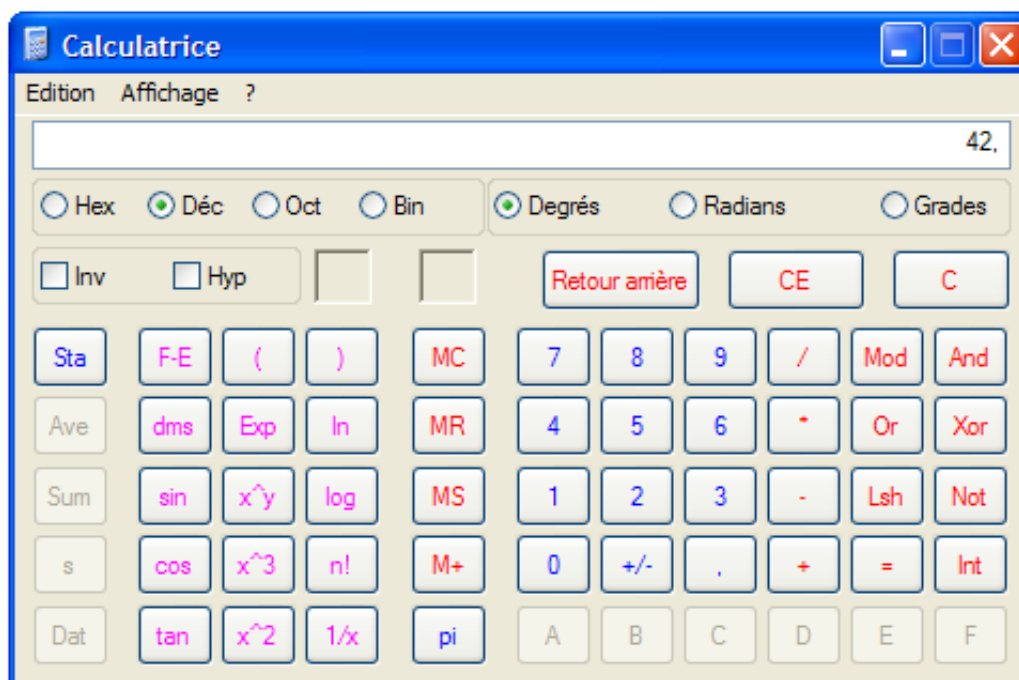 Calculatrice
Edition Affichage ?
42,
Hex Déc Oct Bin Degrés Radians Grades
Inv Hyp Retour arrière CE C
Sta F-E ( ) MC 7 8 9 / Mod And
Ave dms Exp ln MR 4 5 6 * Or Xor
Sum sin x^y log MS 1 2 3 - Lsh Not
s cos x^3 n! M+ 0 +/- , + = Int
Dat tan x^2 1/x pi A B C D E F